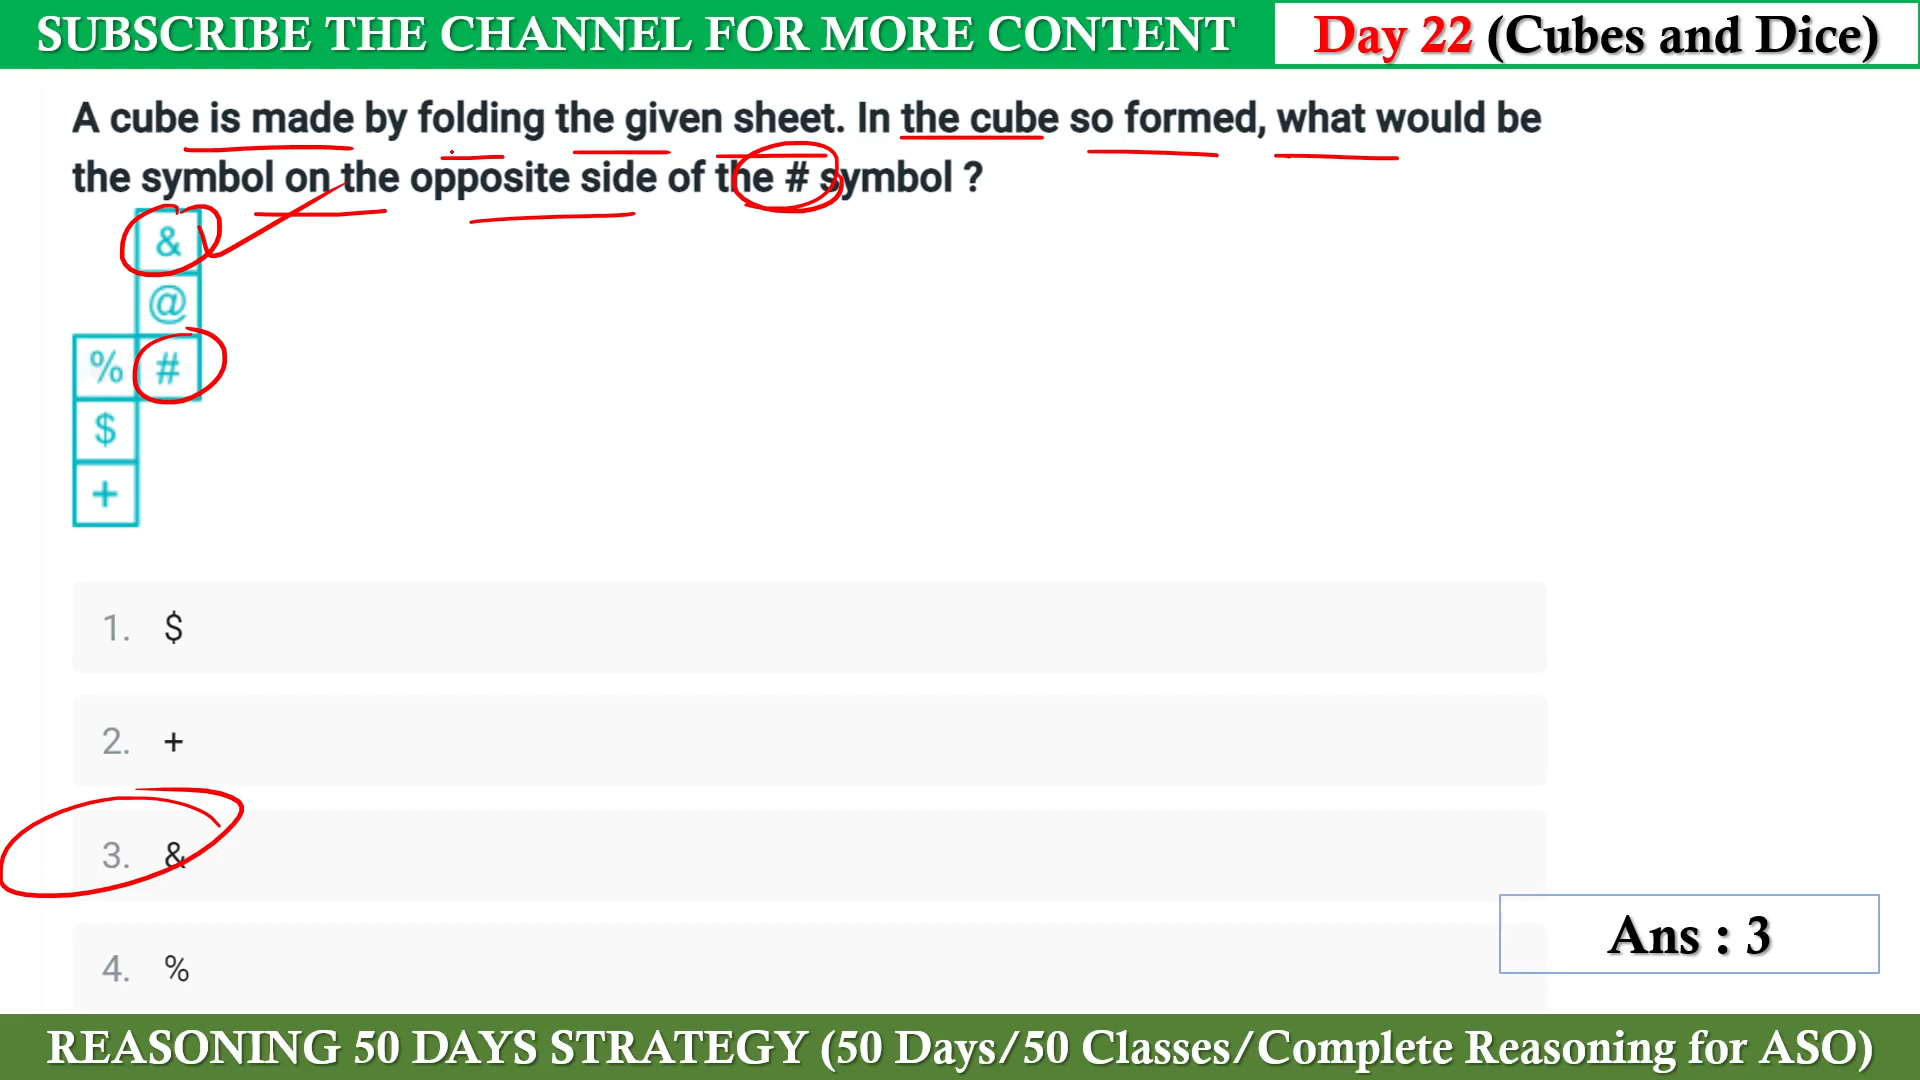 SUBSCRIBE THE CHANNEL FOR MORE CONTENT
Day 22 (Cubes and Dice)
A cube is made by folding the given sheet. In the cube so formed, what would be
the symbol on the opposite side of the # symbol ?
&
@
% #
$
+
1. $
2. +
3. &
4. %
Ans : 3
REASONING 50 DAYS STRATEGY (50 Days/50 Classes/Complete Reasoning for ASO)